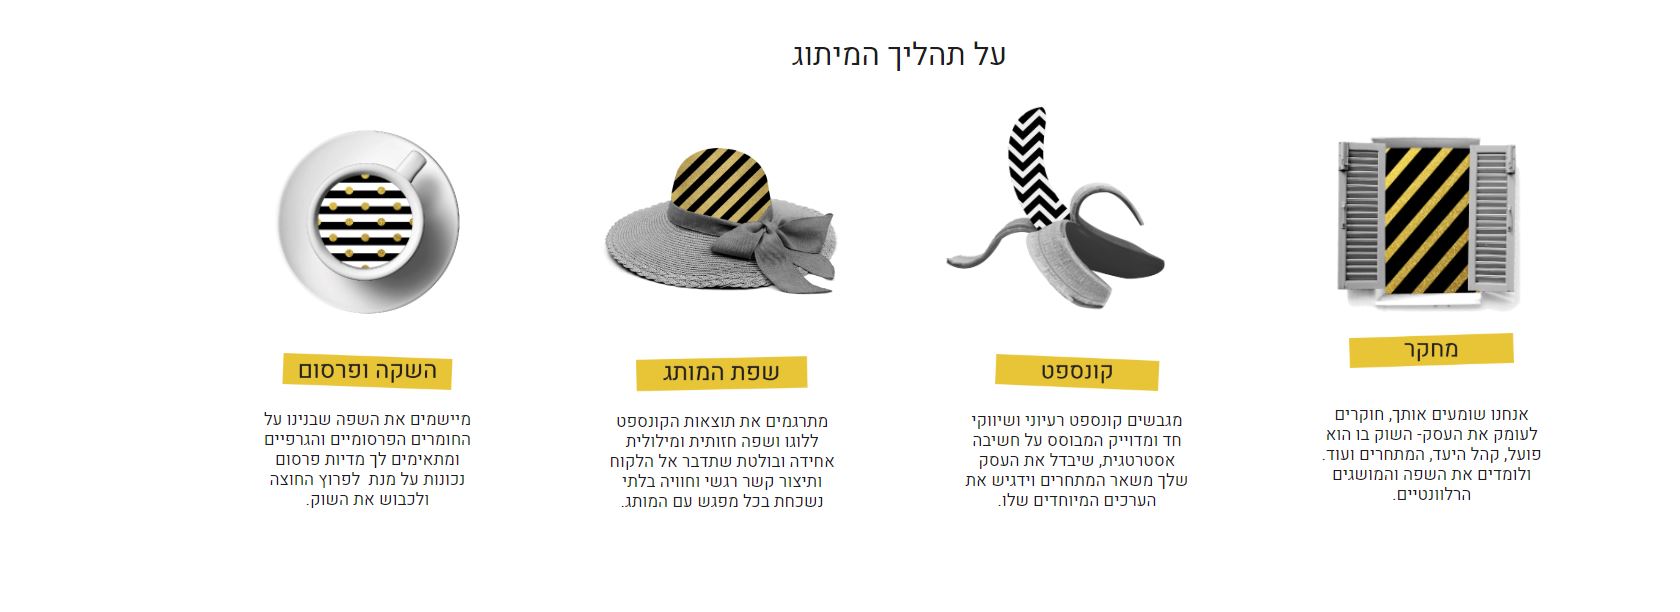 על תהליך המיתוג
מחקר
אנחנו שומעים אותך, חוקרים
לעומק את העסק- השוק בו הוא
פועל, קהל היעד, המתחרים ועוד.
ולומדים את השפה והמושגים
הרלוונטיים.
קונספט
מגבשים קונספט רעיוני ושיווקי
חד ומדוייק המבוסס על חשיבה
אסטרטגית, שיבדל את העסק
שלך משאר המתחרים וידגיש את
הערכים המיוחדים שלו.
שפת המותג
מתרגמים את תוצאות הקונספט
ללוגו ושפה חזותית ומילולית
אחידה ובולטת שתדבר אל הלקוח
ותיצור קשר רגשי וחוויה בלתי
נשכחת בכל מפגש עם המותג.
השקה ופרסום
מיישמים את השפה שבנינו על
החומרים הפרסומיים והגרפיים
ומתאימים לך מדיות פרסום
נכונות על מנת  לפרוץ החוצה
ולכבוש את השוק.